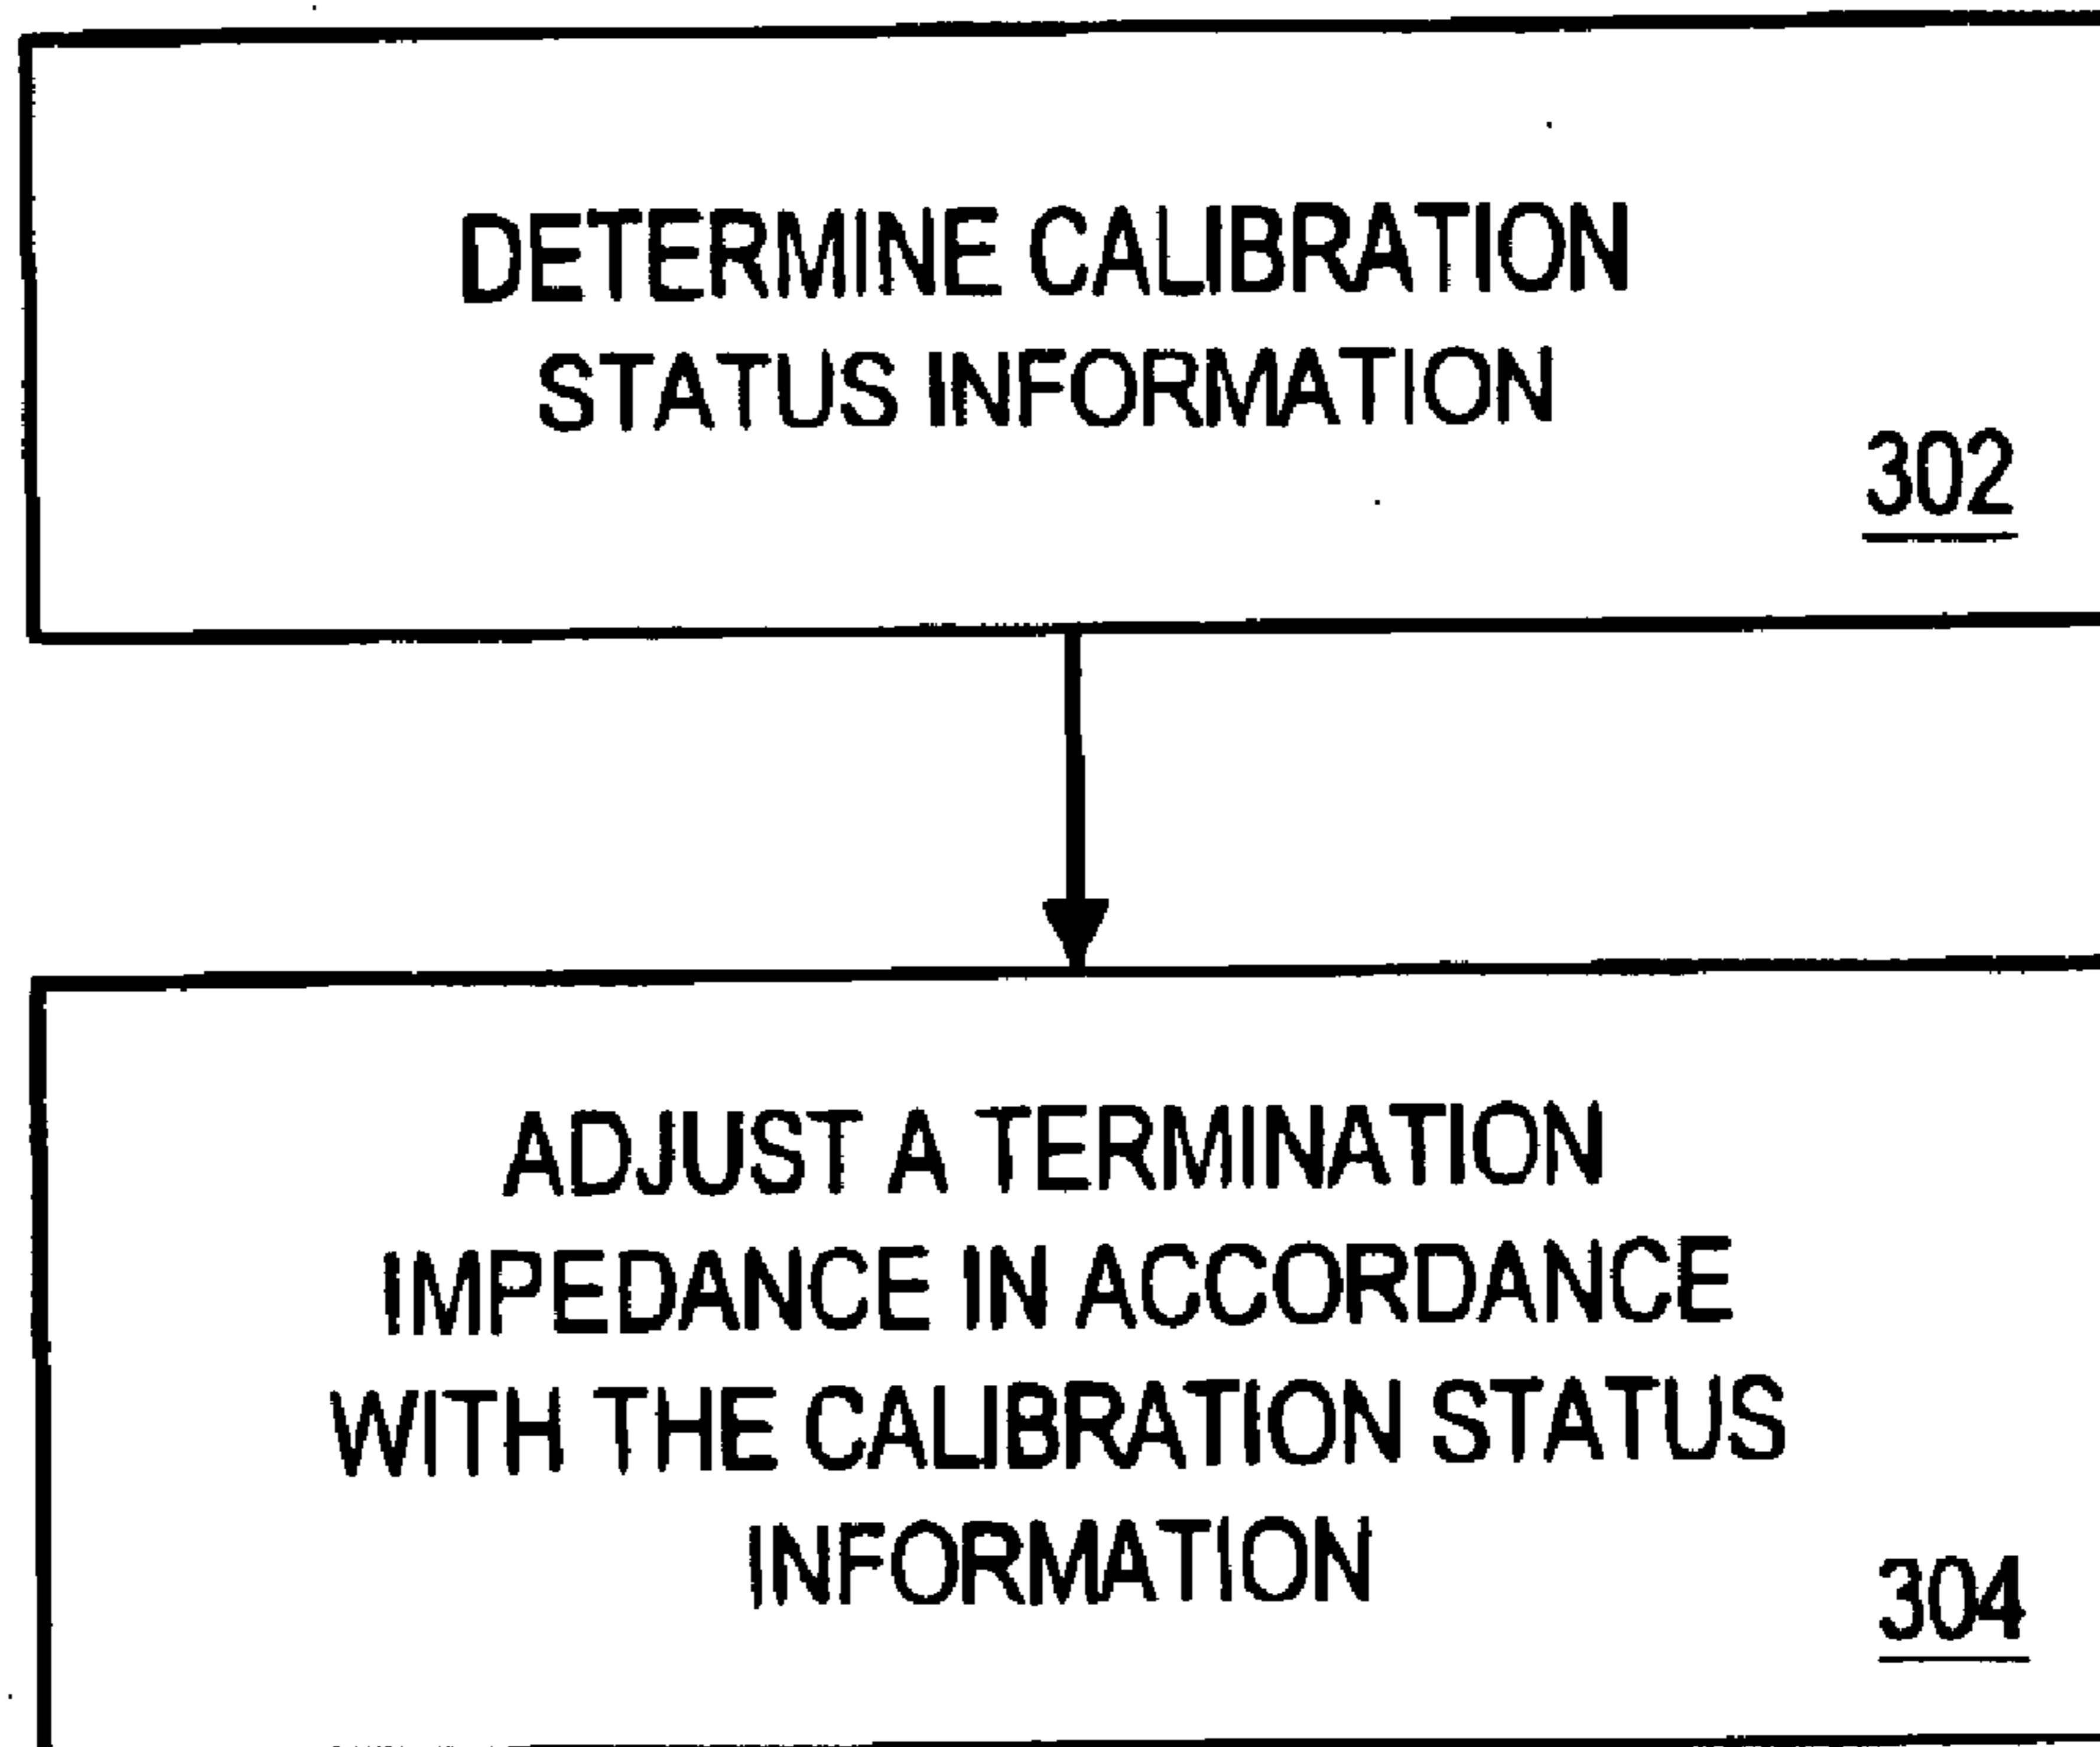 DETERMINE CALIBRATION
STATUS INFORMATION
302
ADJUST A TERMINATION
IMPEDANCE IN ACCORDANCE
WITH THE CALIBRATION STATUS
INFORMATION
304